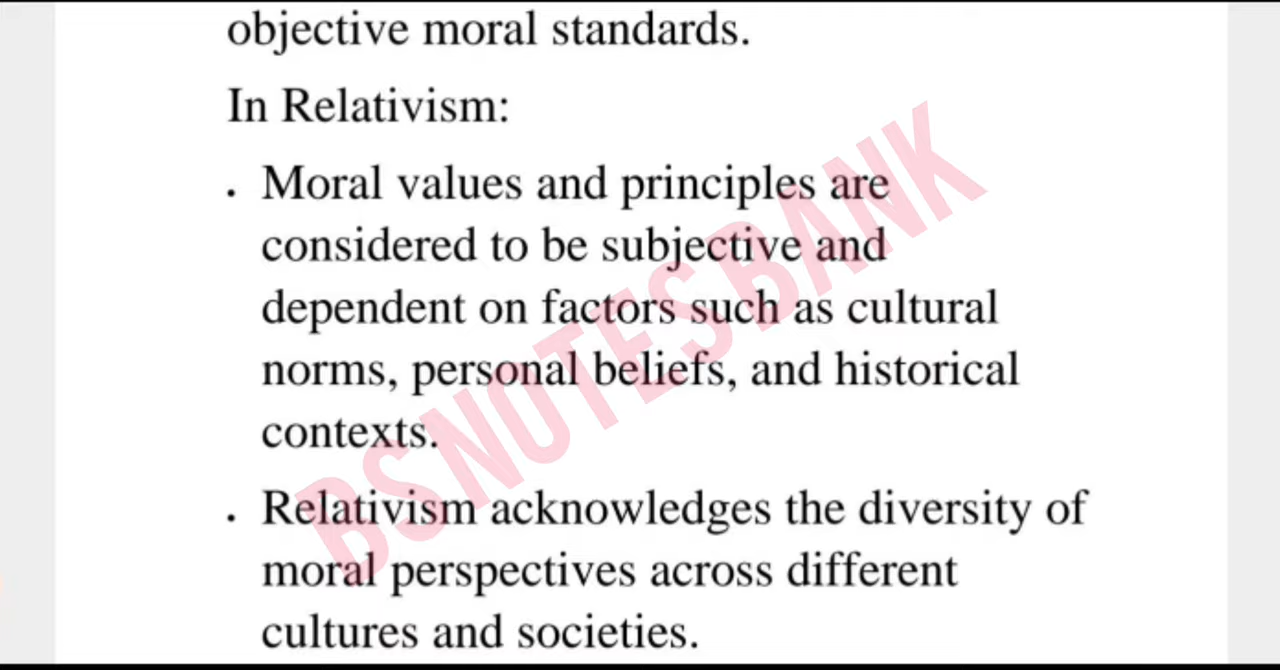 objective moral standards.
In Relativism:
. Moral values and principles are
considered to be subjective and
dependent on factors such as cultural
norms, personal beliefs, and historical
contexts.
. Relativism acknowledges the diversity of
moral perspectives across different
cultures and societies.
BSNOTES BANK